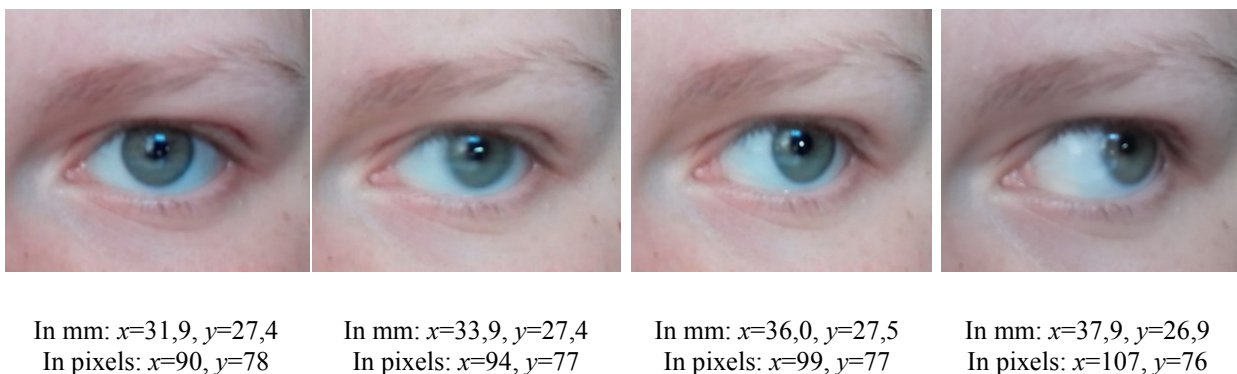 In mm: x=31,9, y=27,4
In pixels: x=90, y=78
In mm: x=33,9, y=27,4
In pixels: x=94, y=77
In mm: x=36,0, y=27,5
In pixels: x=99, y=77
In mm: x=37,9, y=26,9
In pixels: x=107, y=76